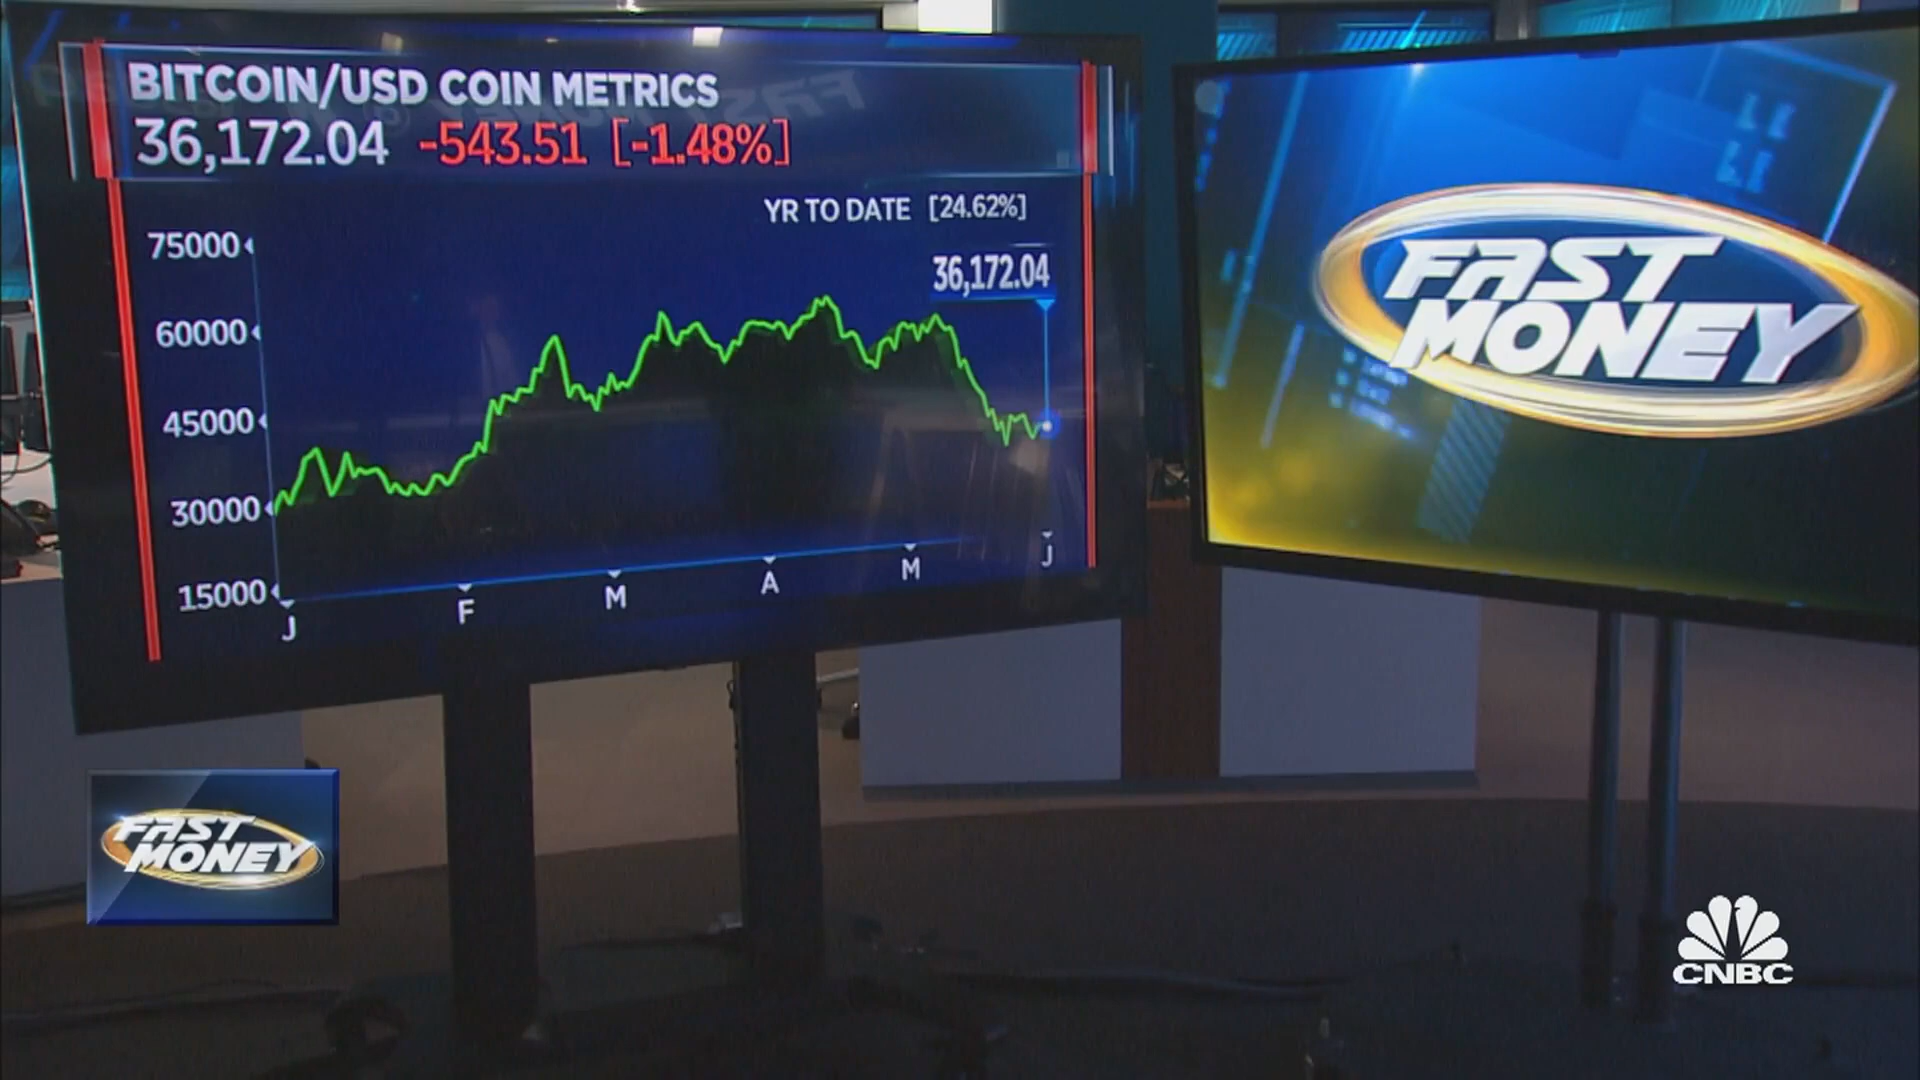 BITCOIN/USD COIN METRICS
36,172.04 -543.51 [-1.48%]
YR TO DATE [24.62%]
36,172.04
75000
60000
45000
30000
15000
J F M A M J
FAST
MONEY
FAST
MONEY
CNBC